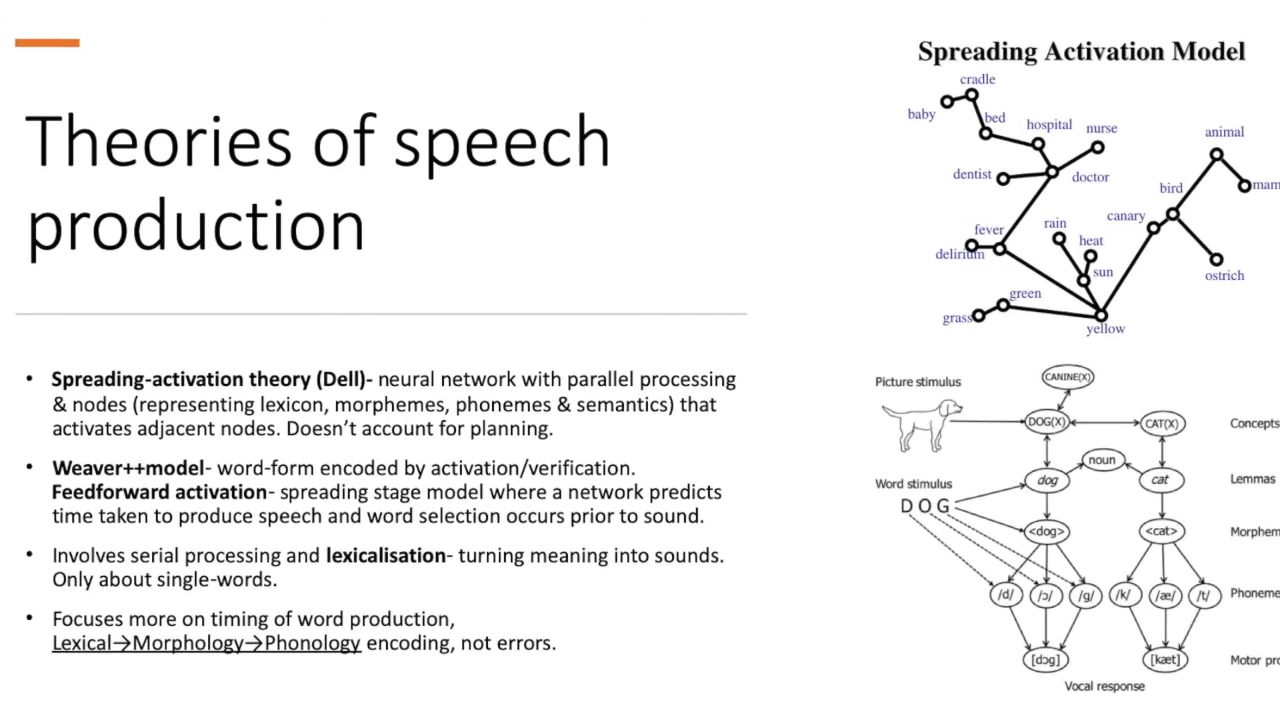 Theories of speech
production
• Spreading-activation theory (Dell)- neural network with parallel processing
& nodes (representing lexicon, morphemes, phonemes & semantics) that
activates adjacent nodes. Doesn’t account for planning.
• Weaver++model- word-form encoded by activation/verification.
Feedforward activation- spreading stage model where a network predicts
time taken to produce speech and word selection occurs prior to sound.
• Involves serial processing and lexicalisation- turning meaning into sounds.
Only about single-words.
• Focuses more on timing of word production,
Lexical→Morphology→Phonology encoding, not errors.
Spreading Activation Model
cradle
baby
bed
hospital
nurse
animal
dentist
doctor
mam
bird
canary
fever
rain
heat
delirium
sun
ostrich
green
grass
yellow
CANINE(X)
Picture stimulus
DOG(X)
CAT(X)
Concepts
noun
Word stimulus
dog
cat
Lemmas
DOG
<dog>
<cat>
Morphem
/d/
/ɔ/
/g/
/k/
/æ/
/t/
Phoneme
[dɔg]
[kæt]
Motor pro
Vocal response